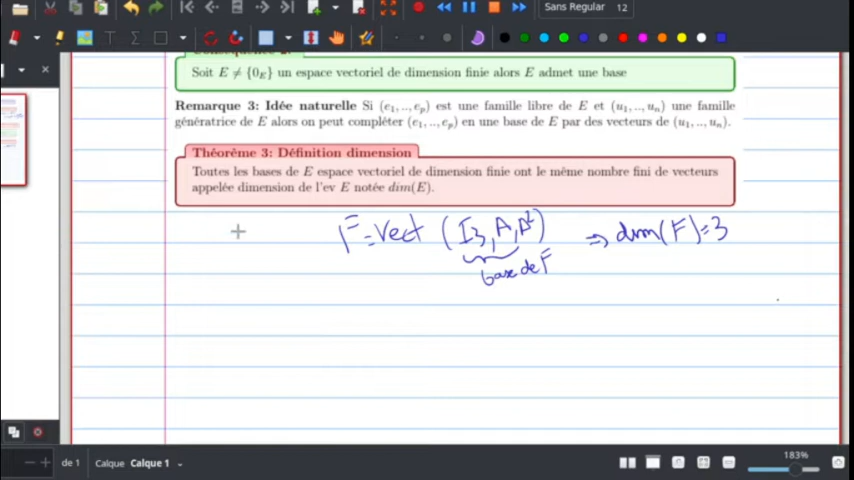 Sans Regular 12
Conséquence 2:
Soit E ≠ {0_E} un espace vectoriel de dimension finie alors E admet une base
Remarque 3: Idée naturelle Si (e₁,..,eₚ) est une famille libre de E et (u₁,..,uₙ) une famille
génératrice de E alors on peut compléter (e₁,..,eₚ) en une base de E par des vecteurs de (u₁,..,uₙ).
Théorème 3: Définition dimension
Toutes les bases de E espace vectoriel de dimension finie ont le même nombre fini de vecteurs
appelée dimension de l'ev E notée dim(E).
F = Vect (I₃, A, A²) ⇒ dim(F) = 3
base de F
de 1 Calque Calque 1 183%